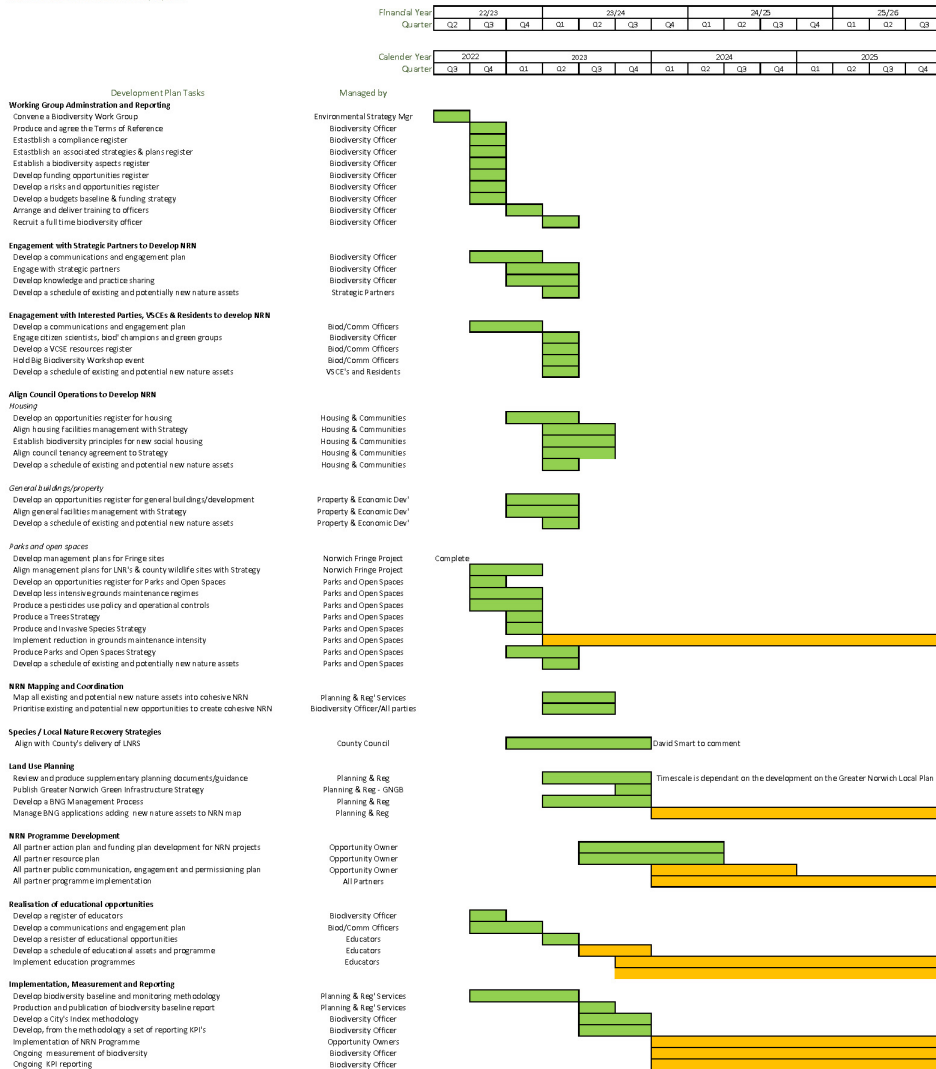 Financial Year 22/23 23/24 24/25 25/26
Quarter Q2 Q3 Q4 Q1 Q2 Q3 Q4 Q1 Q2 Q3 Q4 Q1 Q2 Q3
Calender Year 2022 2023 2024 2025
Quarter Q3 Q4 Q1 Q2 Q3 Q4 Q1 Q2 Q3 Q4 Q1 Q2 Q3 Q4
Development Plan Tasks Managed by
Working Group Adminstration and Reporting
Convene a Biodiversity Work Group Environmental Strategy Mgr
Produce and agree the Terms of Reference Biodiversity Officer
Estastblish a compliance register Biodiversity Officer
Estastblish an associated strategies & plans register Biodiversity Officer
Establish a biodiversity aspects register Biodiversity Officer
Develop funding opportunities register Biodiversity Officer
Develop a risks and opportunities register Biodiversity Officer
Develop a budgets baseline & funding strategy Biodiversity Officer
Arrange and deliver training to officers Biodiversity Officer
Recruit a full time biodiversity officer Biodiversity Officer
Engagement with Strategic Partners to Develop NRN
Develop a communications and engagement plan Biodiversity Officer
Engage with strategic partners Biodiversity Officer
Develop knowledge and practice sharing Biodiversity Officer
Develop a schedule of existing and potentially new nature assets Strategic Partners
Enagagement with Interested Parties, VSCEs & Residents to develop NRN
Develop a communications and engagement plan Biod/Comm Officers
Engage citizen scientists, biod' champions and green groups Biodiversity Officers
Develop a VCSE resources register Biod/Comm Officers
Hold Big Biodiversity Workshop event Biod/Comm Officers
Develop a schedule of existing and potential new nature assets VSCE's and Residents
Align Council Operations to Develop NRN
Housing
Develop an opportunities register for housing Housing & Communities
Align housing facilities management with Strategy Housing & Communities
Establish biodiversity principles for new social housing Housing & Communities
Align council tenancy agreement to Strategy Housing & Communities
Develop a schedule of existing and potential new nature assets Housing & Communities
General buildings/property
Develop an opportunities register for general buildings/development Property & Economic Dev'
Align general facilities management with Strategy Property & Economic Dev'
Develop a schedule of existing and potential new nature assets Property & Economic Dev'
Parks and open spaces
Develop management plans for Fringe sites Norwich Fringe Project Complete
Align management plans for LNR's & county wildlife sites with Strategy Norwich Fringe Project
Develop an opportunities register for Parks and Open Spaces Parks and Open Spaces
Develop less intensive grounds maintenance regimes Parks and Open Spaces
Produce a pesticides use policy and operational controls Parks and Open Spaces
Produce a Trees Strategy Parks and Open Spaces
Produce and Invasive Species Strategy Parks and Open Spaces
Implement reduction in grounds maintenance intensity Parks and Open Spaces
Produce Parks and Open Spaces Strategy Parks and Open Spaces
Develop a schedule of existing and potentially new nature assets Parks and Open Spaces
NRN Mapping and Coordination
Map all existing and potential new nature assets into cohesive NRN Planning & Reg' Services
Prioritise existing and potential new opportunities to create cohesive NRN Biodiversity Officer/All parties
Species / Local Nature Recovery Strategies
Align with County's delivery of LNRS County Council David Smart to comment
Land Use Planning
Review and produce supplementary planning documents/guidance Planning & Reg Timescale is dependant on the development on the Greater Norwich Local Plan
Publish Greater Norwich Green Infrastructure Strategy Planning & Reg - GNGB
Develop a BNG Management Process Planning & Reg
Manage BNG applications adding new nature assets to NRN map Planning & Reg
NRN Programme Development
All partner action plan and funding plan development for NRN projects Opportunity Owner
All partner resource plan Opportunity Owner
All partner public communication, engagement and permissioning plan Opportunity Owner
All partner programme implementation All Partners
Realisation of educational opportunities
Develop a register of educators Biodiversity Officer
Develop a communications and engagement plan Biod/Comm Officers
Develop a resister of educational opportunities Educators
Develop a schedule of educational assets and programme Educators
Implement education programmes Educators
Implementation, Measurement and Reporting
Develop biodiversity baseline and monitoring methodology Planning & Reg' Services
Production and publication of biodiversity baseline report Planning & Reg' Services
Develop a City's Index methodology Biodiversity Officer
Develop, from the methodology a set of reporting KPI's Biodiversity Officer
Implementation of NRN Programme Opportunity Owners
Ongoing measurement of biodiversity Biodiversity Officer
Ongoing KPI reporting Biodiversity Officer